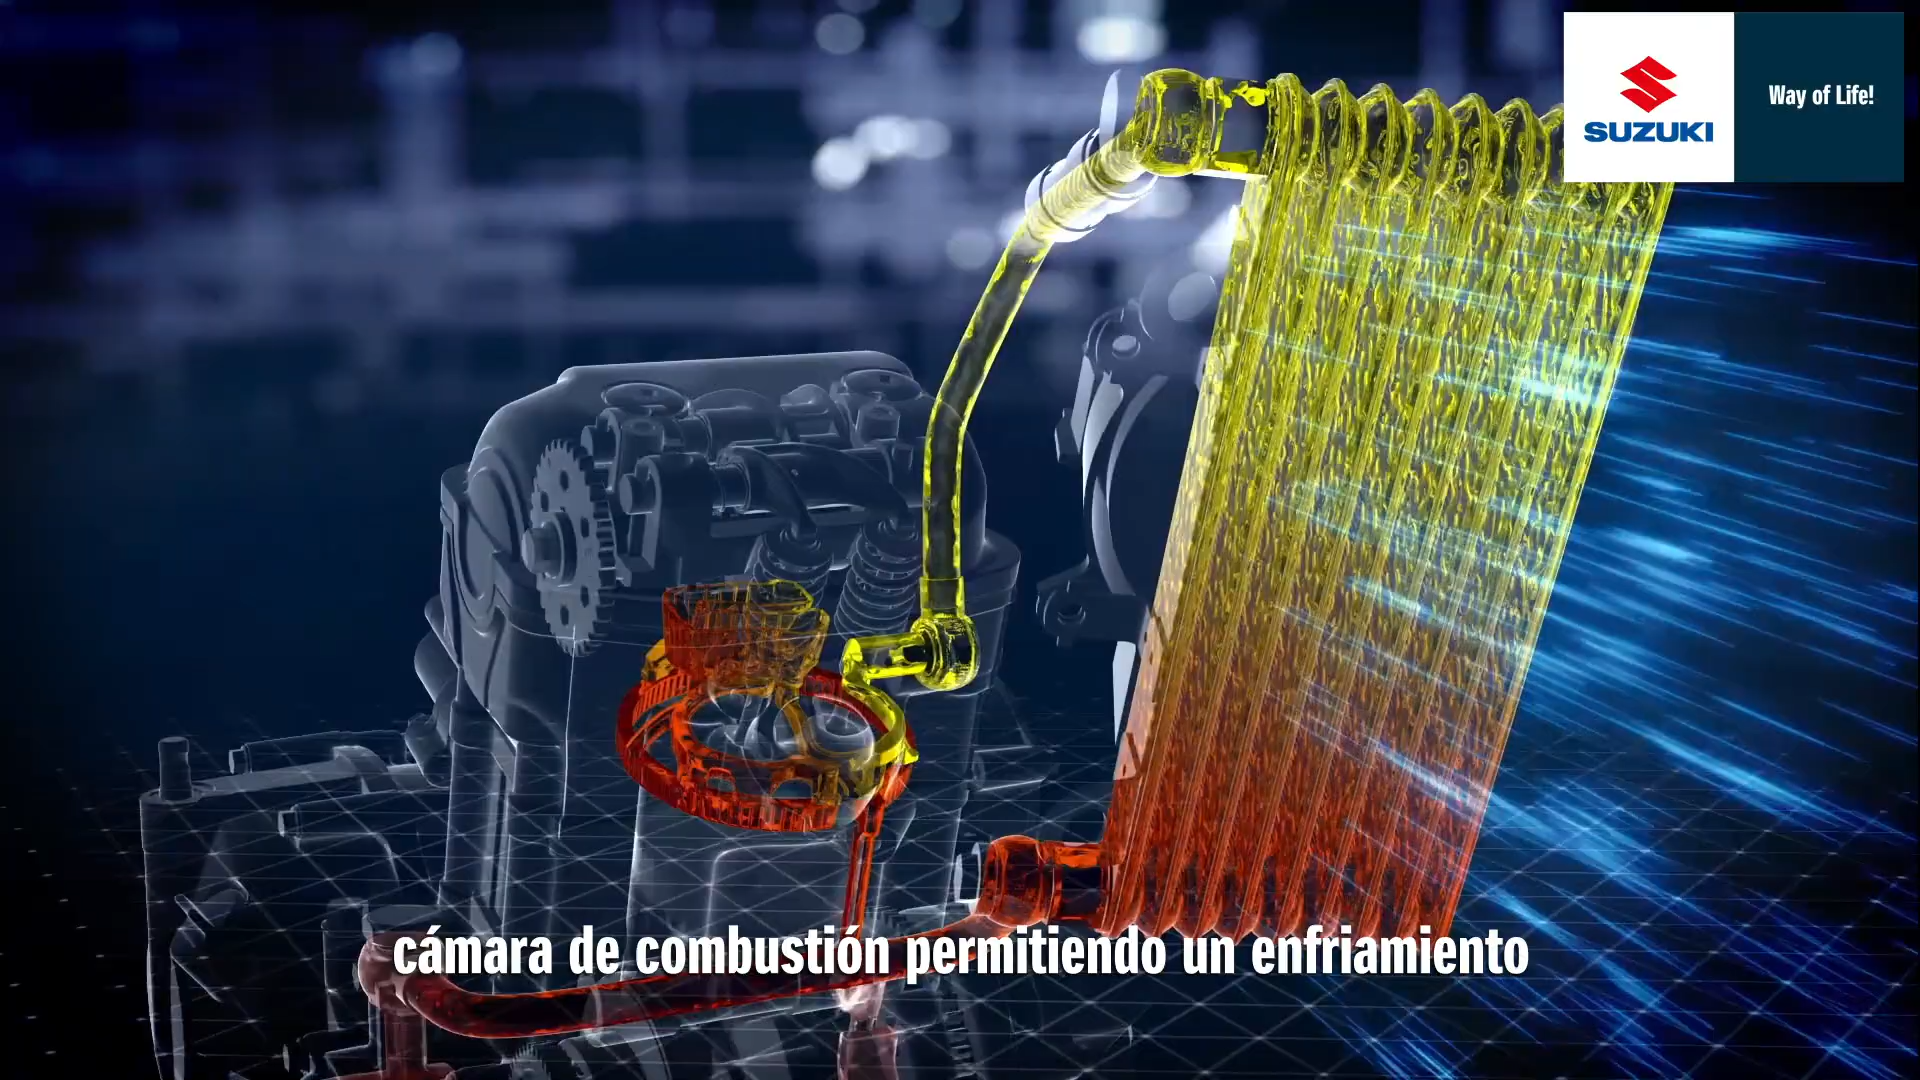 SUZUKI
Way of Life!
cámara de combustión permitiendo un enfriamiento